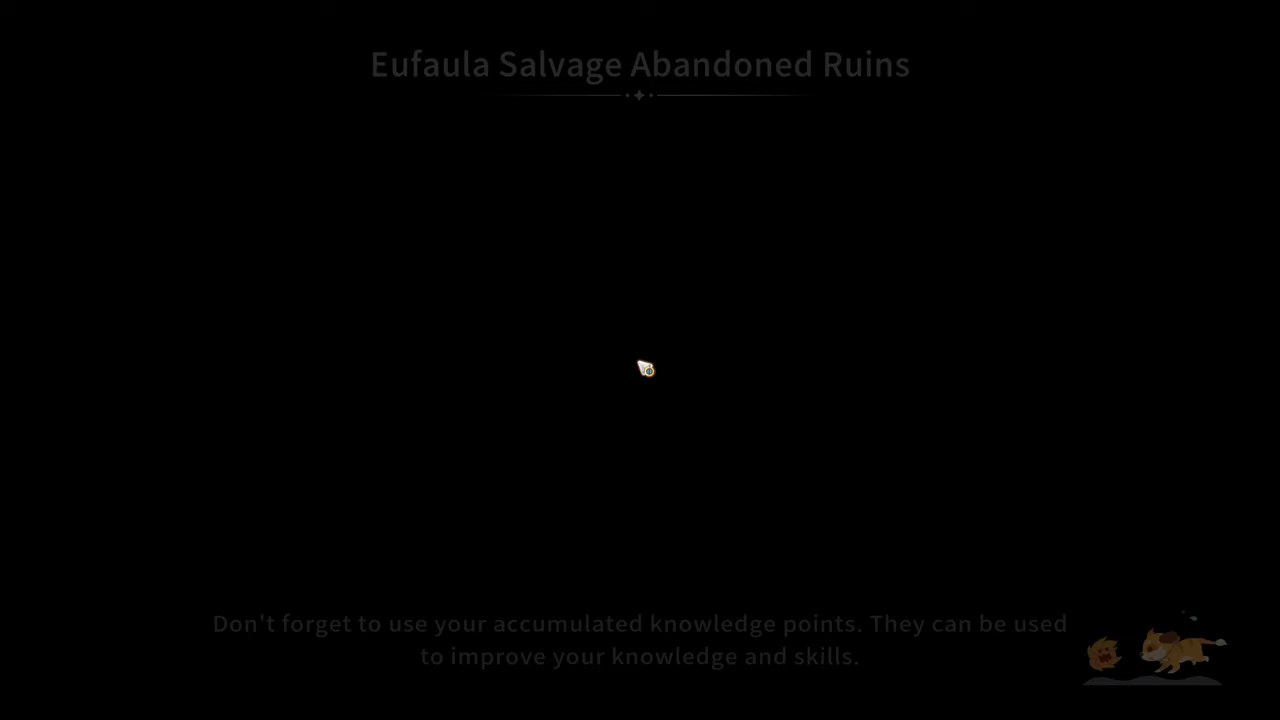 Eufaula Salvage Abandoned Ruins
Don't forget to use your accumulated knowledge points. They can be used
to improve your knowledge and skills.